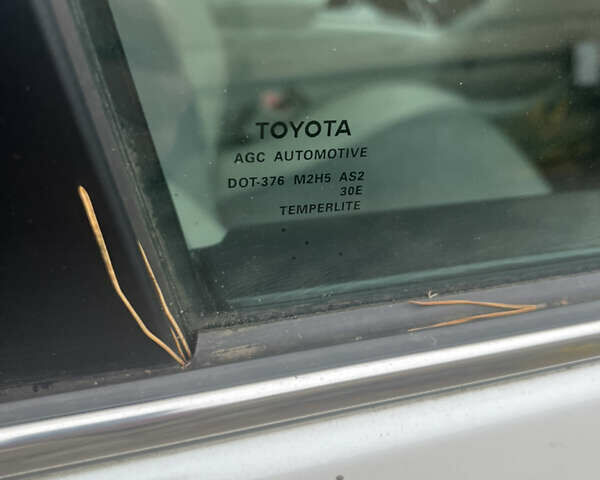 TOYOTA
AGC AUTOMOTIVE
DOT-376 M2H5 AS2
30E
TEMPERLITE